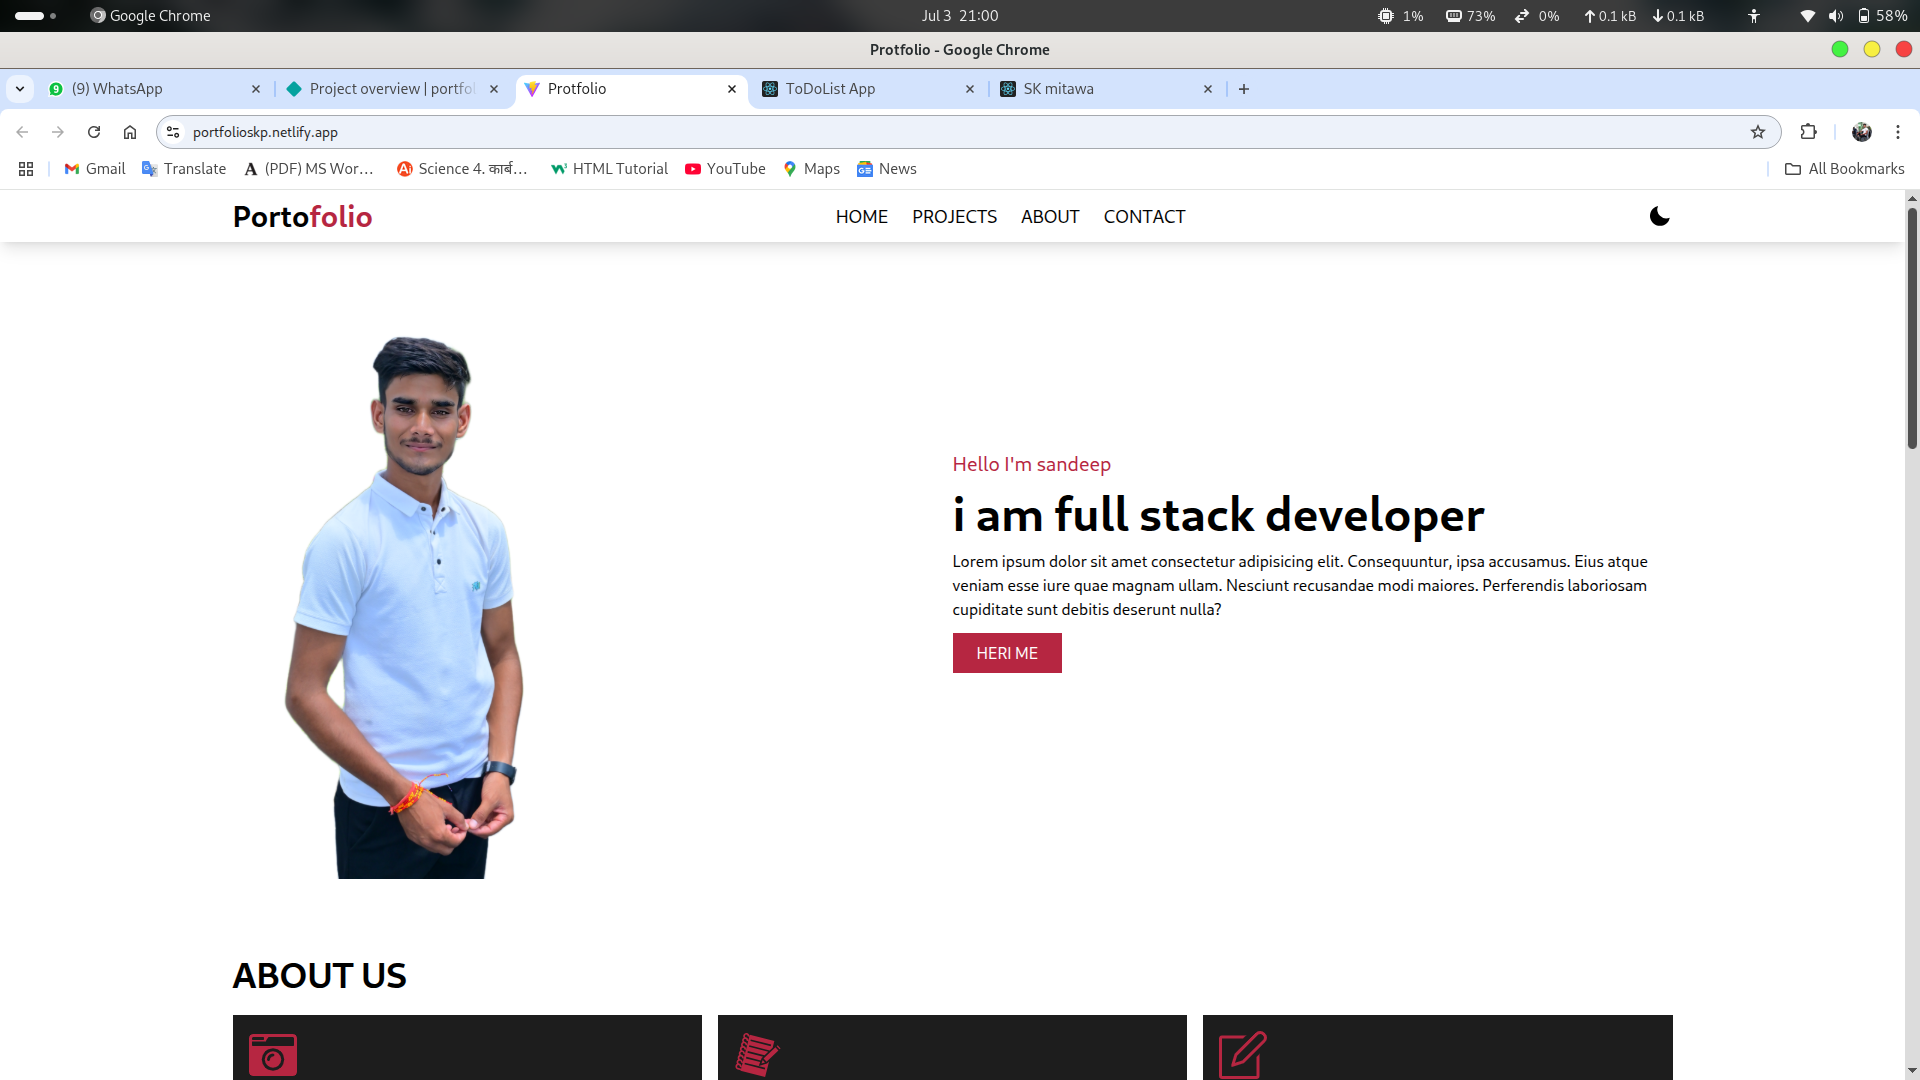 Google Chrome
Jul 3 21:00
1% 73% 0% 0.1 kB 0.1 kB 58%
Protfolio - Google Chrome
(9) WhatsApp
Project overview | portfol
Protfolio
ToDoList App
SK mitawa
portfolioskp.netlify.app
Gmail
Translate
(PDF) MS Wor...
Science 4. कार्ब...
HTML Tutorial
YouTube
Maps
News
All Bookmarks
Portofolio
HOME PROJECTS ABOUT CONTACT
Hello I'm sandeep
i am full stack developer
Lorem ipsum dolor sit amet consectetur adipisicing elit. Consequuntur, ipsa accusamus. Eius atque
veniam esse iure quae magnam ullam. Nesciunt recusandae modi maiores. Perferendis laboriosam
cupiditate sunt debitis deserunt nulla?
HERI ME
ABOUT US